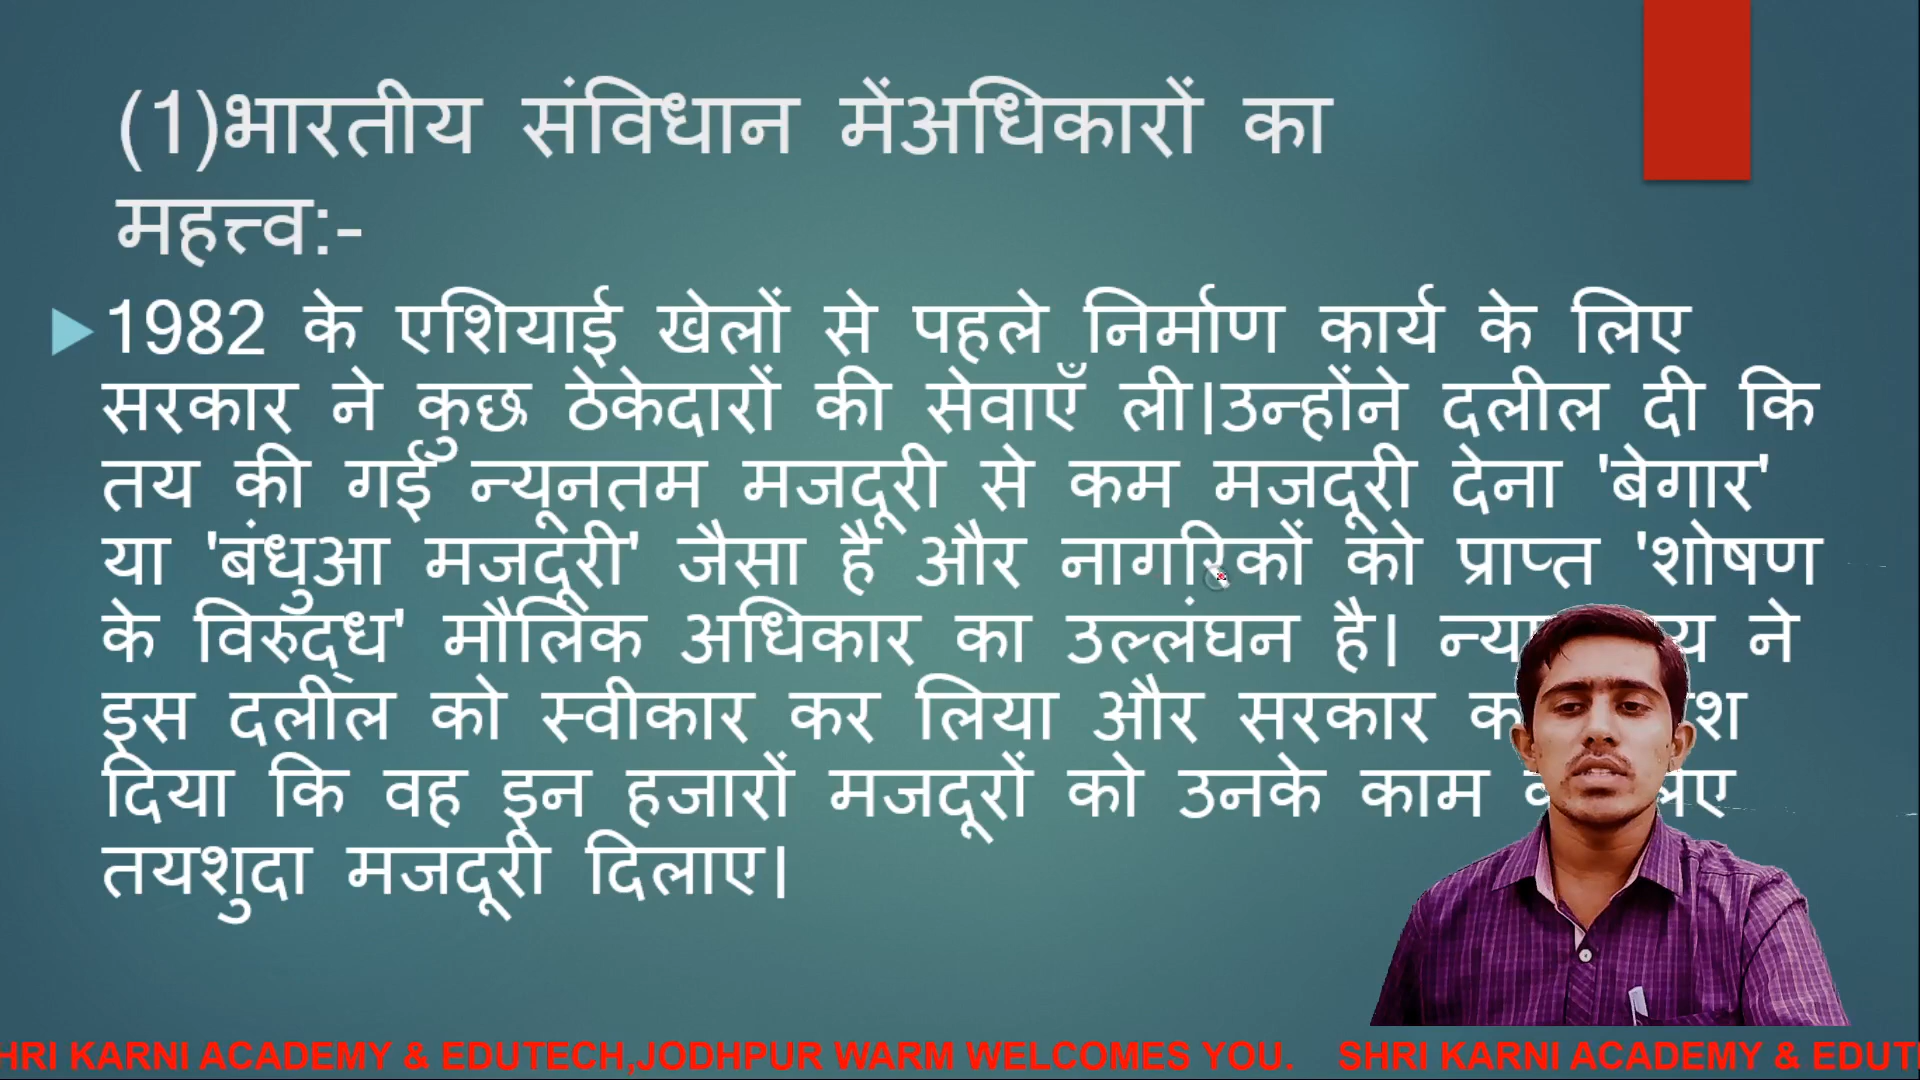 (1)भारतीय संविधान मेंअधिकारों का
महत्त्व:-
1982 के एशियाई खेलों से पहले निर्माण कार्य के लिए
सरकार ने कुछ ठेकेदारों की सेवाएँ ली।उन्होंने दलील दी कि
तय की गई न्यूनतम मजदूरी से कम मजदूरी देना 'बेगार'
या 'बंधुआ मजदूरी' जैसा है और नागरिकों को प्राप्त 'शोषण
के विरुद्ध' मौलिक अधिकार का उल्लंघन है। ने
इस दलील को स्वीकार कर लिया और सरकार
दिया कि वह इन हजारों मजदूरों को उनके काम
तयशुदा मजदूरी दिलाए।
HRI KARNI ACADEMY & EDUTECH,JODHPUR WARM WELCOMES YOU. SHRI KARNI ACADEMY & EDUT